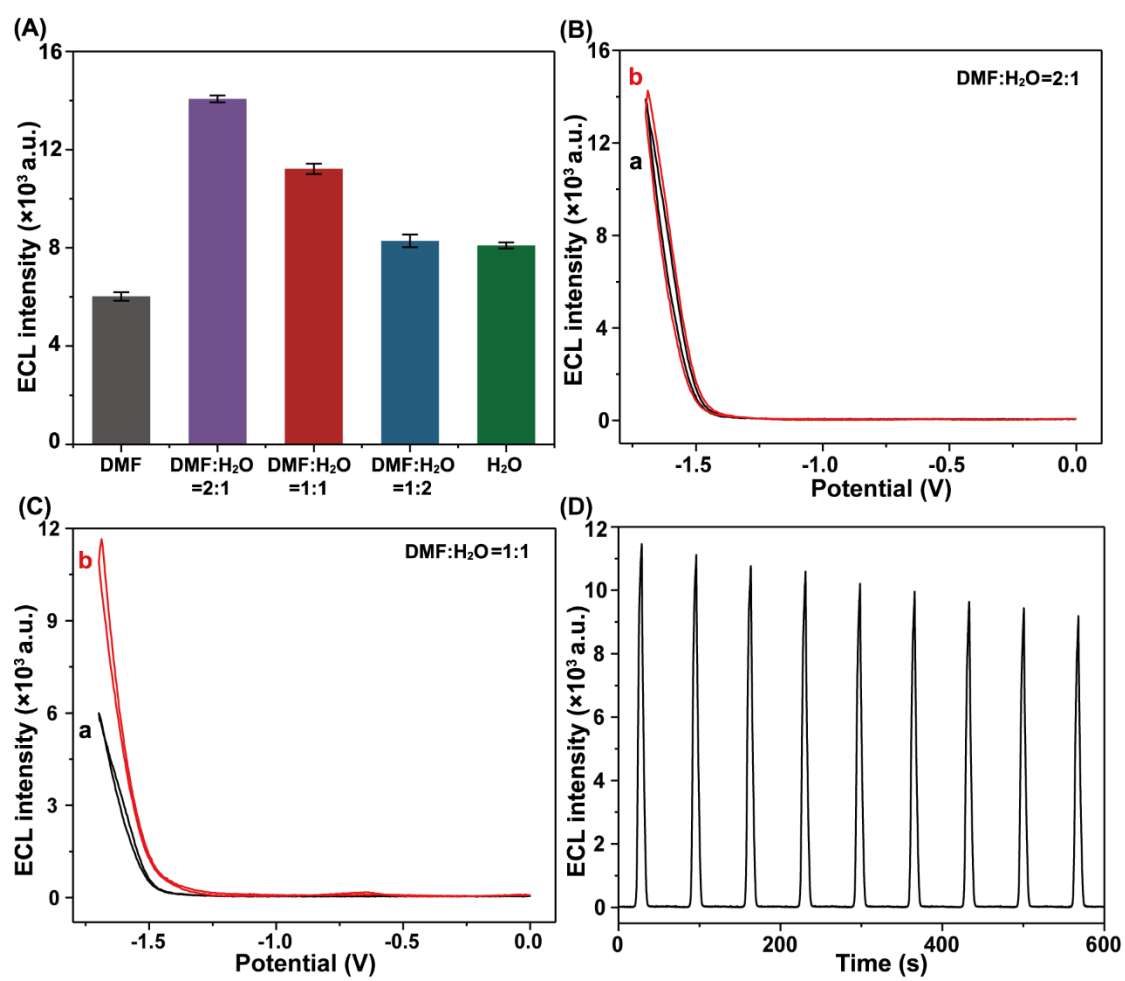 (A)
ECL intensity (×10³ a.u.)
16
12
8
4
0
DMF
DMF:H₂O
=2:1
DMF:H₂O
=1:1
DMF:H₂O
=1:2
H₂O
(B)
ECL intensity (×10³ a.u.)
16
12
8
4
0
b
a
DMF:H₂O=2:1
-1.5
-1.0
-0.5
0.0
Potential (V)
(C)
ECL intensity (×10³ a.u.)
12
9
6
3
0
b
a
DMF:H₂O=1:1
-1.5
-1.0
-0.5
0.0
Potential (V)
(D)
ECL intensity (×10³ a.u.)
12
10
8
6
4
2
0
0
200
400
600
Time (s)